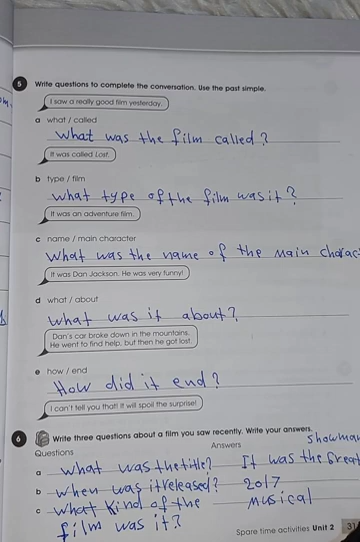 5 Write questions to complete the conversation. Use the past simple.
I saw a really good film yesterday.
a what / called
What was the film called?
It was called Lost.
b type / film
what type of the film was it?
It was an adventure film.
c name / main character
What was the name of the main charac
It was Dan Jackson. He was very funny!
d what / about
what was it about?
Dan's car broke down in the mountains.
He went to find help, but then he got lost.
e how / end
How did it end?
I can't tell you that! It will spoil the surprise!
6 Write three questions about a film you saw recently. Write your answers.
Questions Answers showman
a what was the title? It was the Great
b when was it released? 2017
c what kind of the musical
film was it?
Spare time activities Unit 2 31